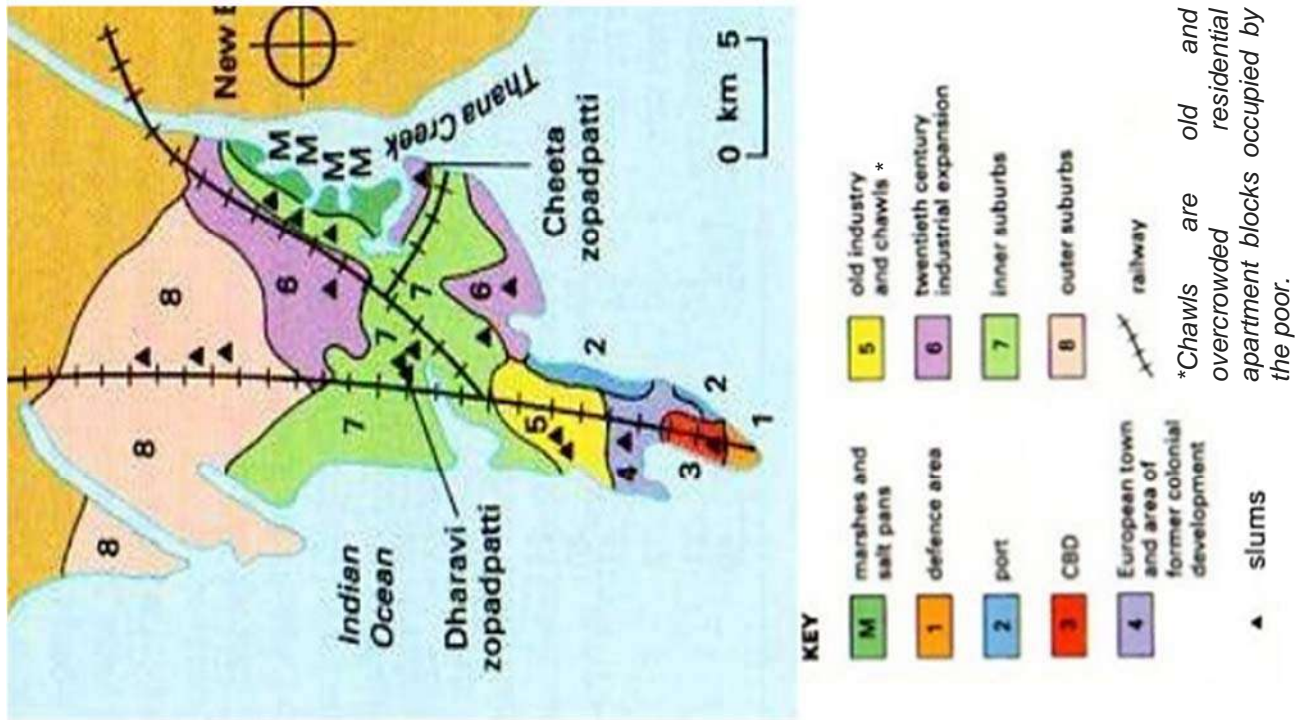 New B
Thana Creek
M
M
M
M
8
8
8
6
6
7
7
7
5
4
3
2
2
1
Indian
Ocean
Dharavi
zopadpatti
Cheeta
zopadpatti
0 km 5
KEY
M marshes and
salt pans
1 defence area
2 port
3 CBD
4 European town
and area of
former colonial
development
▲ slums
5 old industry
and chawls *
6 twentieth century
industrial expansion
7 inner suburbs
8 outer suburbs
railway
*Chawls are old and
overcrowded residential
apartment blocks occupied by
the poor.